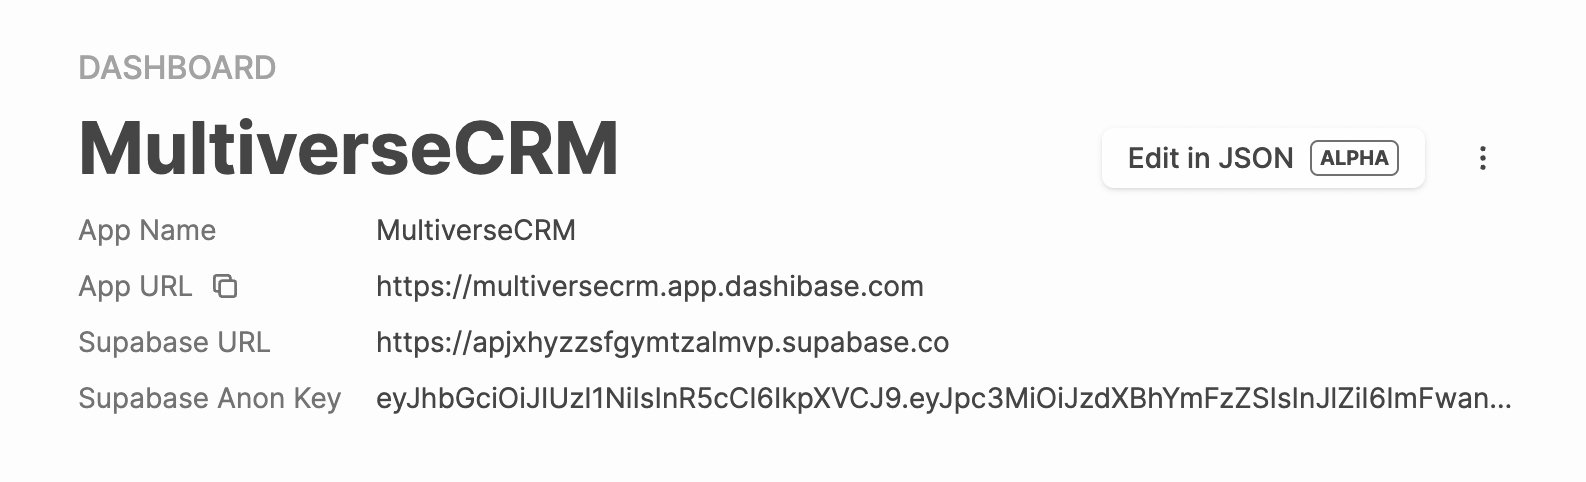 DASHBOARD
MultiverseCRM
Edit in JSON ALPHA
App Name MultiverseCRM
App URL https://multiversecrm.app.dashibase.com
Supabase URL https://apjxhyzzsfgymtzalmvp.supabase.co
Supabase Anon Key eyJhbGciOiJIUzI1NiIsInR5cCI6IkpXVCJ9.eyJpc3MiOiJzdXBhYmFzZSIsInJlZiI6ImFwan...